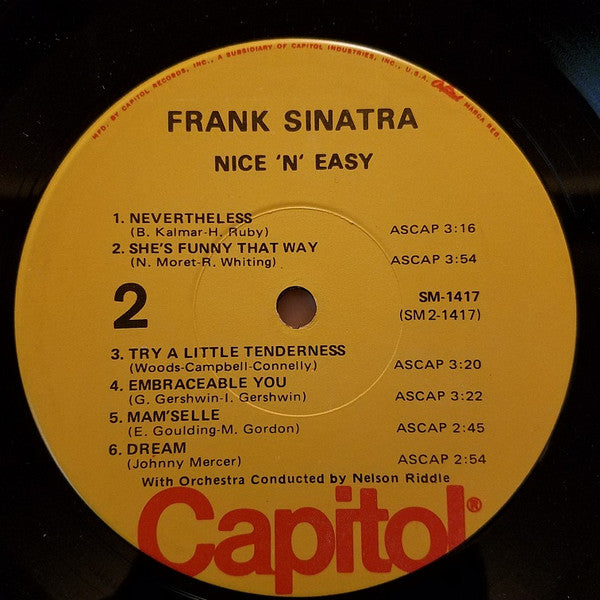 MFD. BY CAPITOL RECORDS, INC., A SUBSIDIARY OF CAPITOL INDUSTRIES, INC., U.S.A. Capitol MARCA REG.
FRANK SINATRA
NICE 'N' EASY
1. NEVERTHELESS
(B. Kalmar-H. Ruby) ASCAP 3:16
2. SHE'S FUNNY THAT WAY
(N. Moret-R. Whiting) ASCAP 3:54
2
SM-1417
(SM2-1417)
3. TRY A LITTLE TENDERNESS
(Woods-Campbell-Connelly) ASCAP 3:20
4. EMBRACEABLE YOU
(G. Gershwin-I. Gershwin) ASCAP 3:22
5. MAM'SELLE
(E. Goulding-M. Gordon) ASCAP 2:45
6. DREAM
(Johnny Mercer) ASCAP 2:54
With Orchestra Conducted by Nelson Riddle
Capitol®